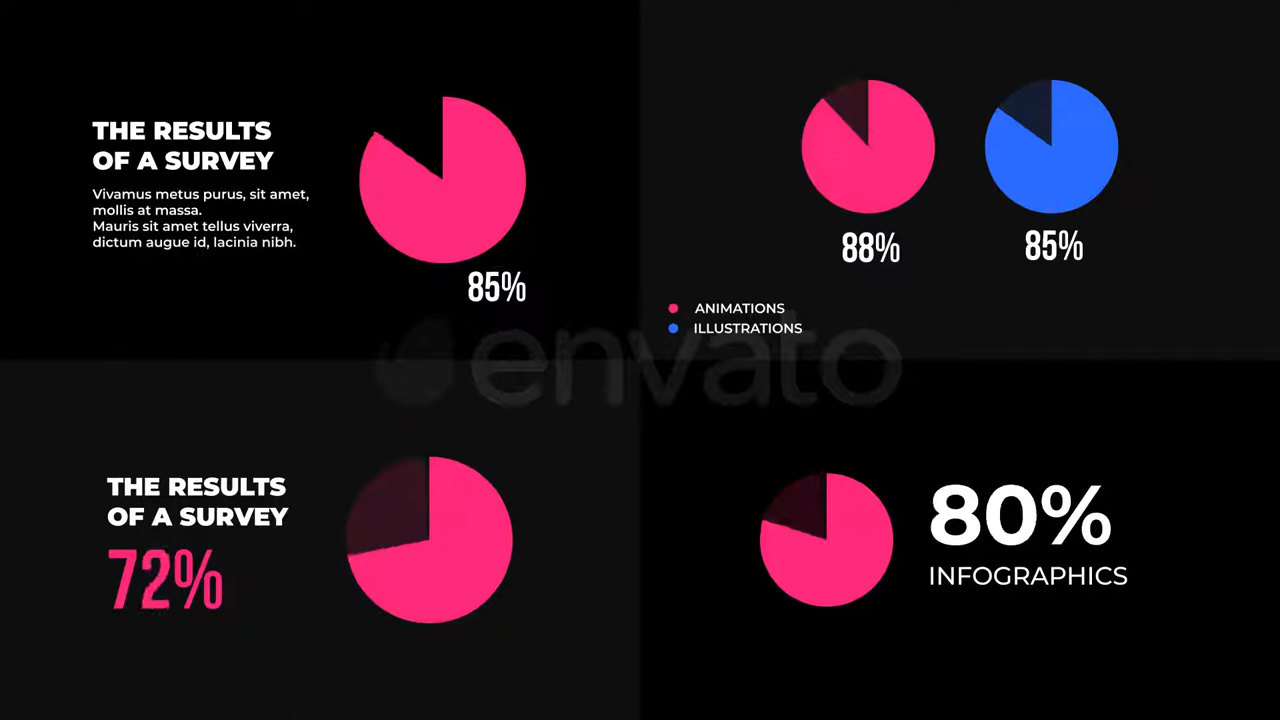 THE RESULTS
OF A SURVEY
Vivamus metus purus, sit amet,
mollis at massa.
Mauris sit amet tellus viverra,
dictum augue id, lacinia nibh.
85%
88%
85%
ANIMATIONS
ILLUSTRATIONS
envato
THE RESULTS
OF A SURVEY
72%
80%
INFOGRAPHICS